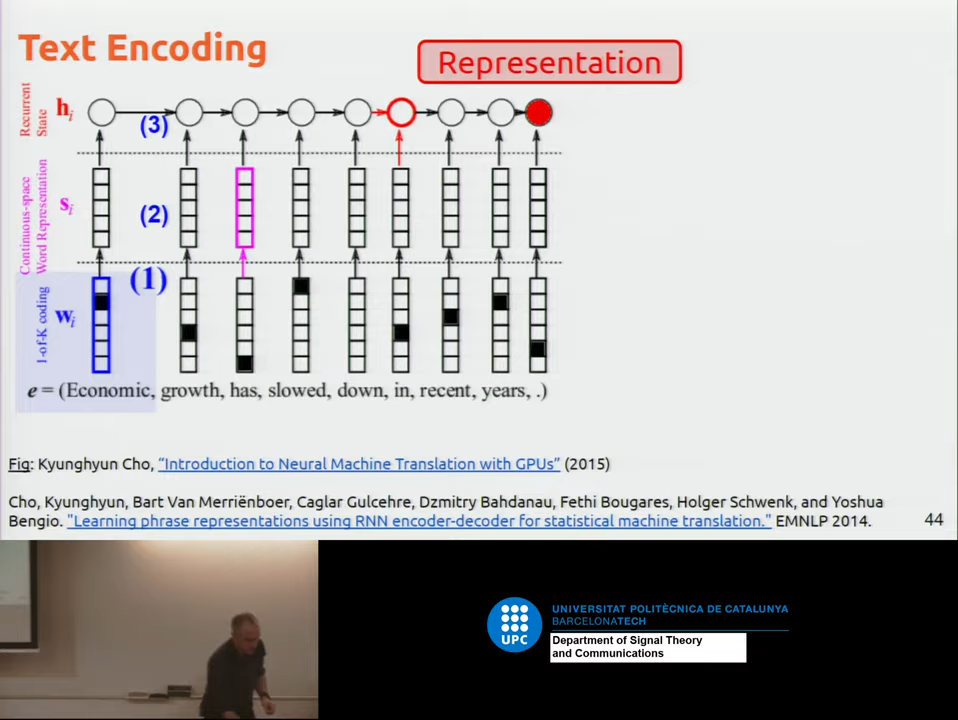 Text Encoding
Representation
Recurrent
State
hi
(3)
Continuous-space
Word Representation
si
(2)
(1)
1-of-K coding
wi
e = (Economic, growth, has, slowed, down, in, recent, years, .)
Fig: Kyunghyun Cho, “Introduction to Neural Machine Translation with GPUs” (2015)
Cho, Kyunghyun, Bart Van Merriënboer, Caglar Gulcehre, Dzmitry Bahdanau, Fethi Bougares, Holger Schwenk, and Yoshua
Bengio. "Learning phrase representations using RNN encoder-decoder for statistical machine translation." EMNLP 2014.
44
UPC
UNIVERSITAT POLITÈCNICA DE CATALUNYA
BARCELONATECH
Department of Signal Theory
and Communications